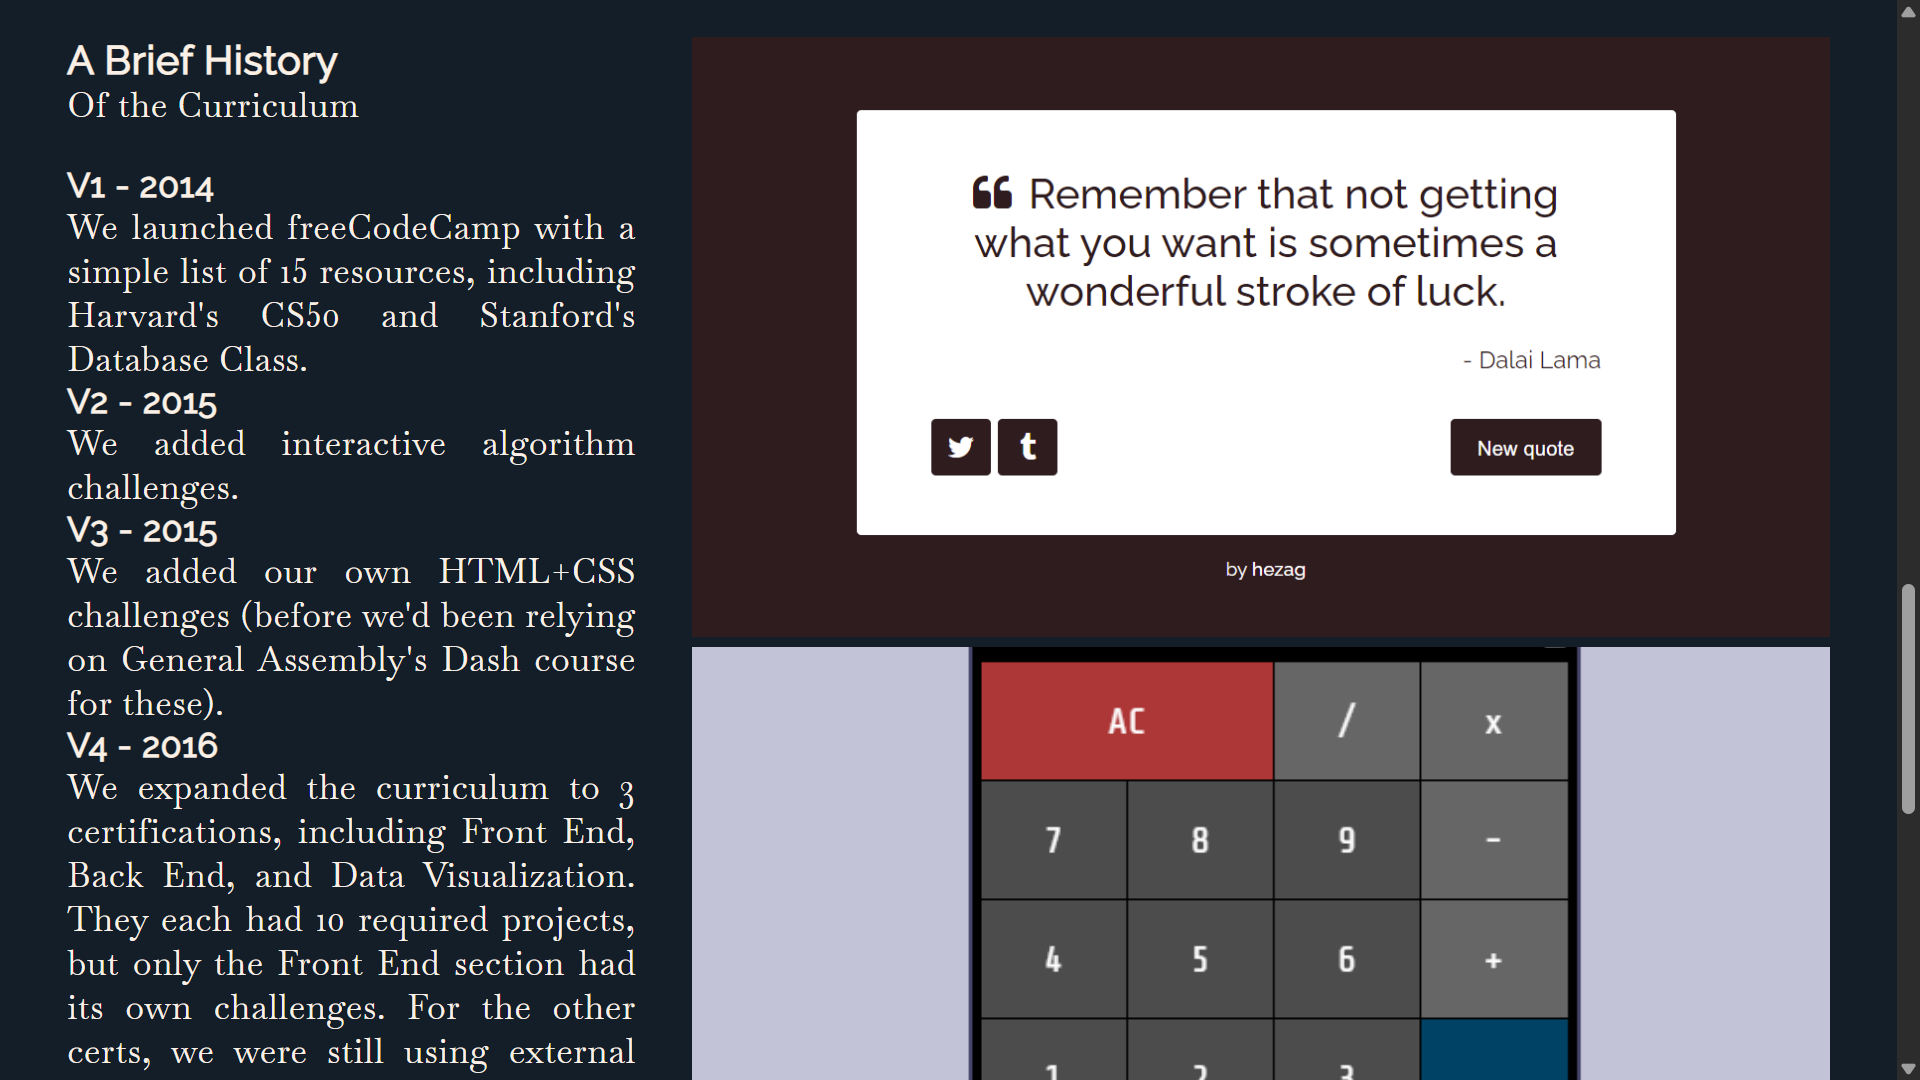 A Brief History
Of the Curriculum
V1 - 2014
We launched freeCodeCamp with a
simple list of 15 resources, including
Harvard's CS50 and Stanford's
Database Class.
V2 - 2015
We added interactive algorithm
challenges.
V3 - 2015
We added our own HTML+CSS
challenges (before we'd been relying
on General Assembly's Dash course
for these).
V4 - 2016
We expanded the curriculum to 3
certifications, including Front End,
Back End, and Data Visualization.
They each had 10 required projects,
but only the Front End section had
its own challenges. For the other
certs, we were still using external
Remember that not getting
what you want is sometimes a
wonderful stroke of luck.
- Dalai Lama
New quote
by hezag
AC / x
7 8 9 -
4 5 6 +
1 2 3